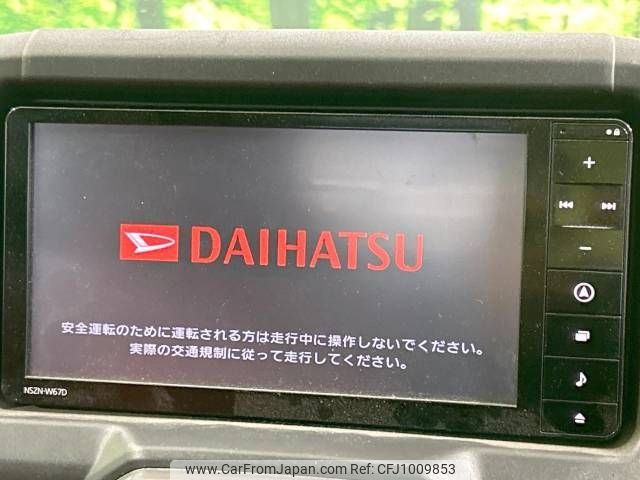 DAIHATSU
安全運転のために運転される方は走行中に操作しないでください。
実際の交通規制に従って走行してください。
NSZN-W67D
www.CarFromJapan.com © CarFromJapan - CFJ1009853